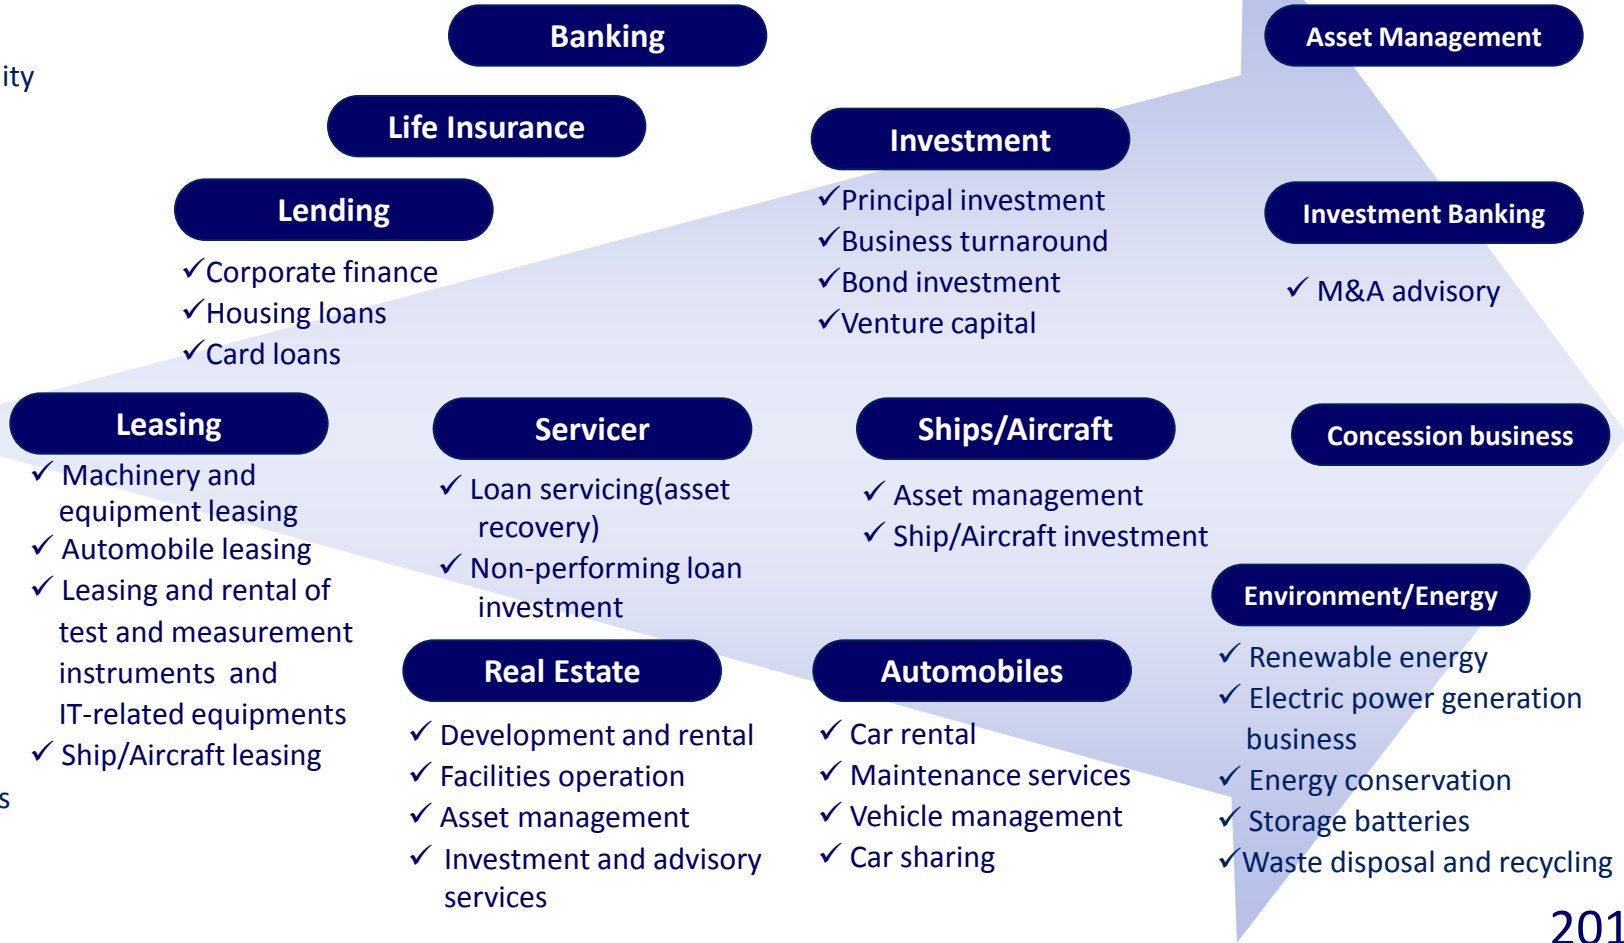 Banking
Asset Management
ity
Life Insurance
Investment
✓Principal investment
✓Business turnaround
✓Bond investment
✓Venture capital
Lending
✓Corporate finance
✓Housing loans
✓Card loans
Investment Banking
✓ M&A advisory
Leasing
✓ Machinery and
equipment leasing
✓ Automobile leasing
✓ Leasing and rental of
test and measurement
instruments and
IT-related equipments
✓ Ship/Aircraft leasing
s
Servicer
✓ Loan servicing(asset
recovery)
✓ Non-performing loan
investment
Ships/Aircraft
✓ Asset management
✓ Ship/Aircraft investment
Concession business
Real Estate
✓ Development and rental
✓ Facilities operation
✓ Asset management
✓ Investment and advisory
services
Automobiles
✓ Car rental
✓ Maintenance services
✓ Vehicle management
✓ Car sharing
Environment/Energy
✓ Renewable energy
✓ Electric power generation
business
✓ Energy conservation
✓ Storage batteries
✓Waste disposal and recycling
201